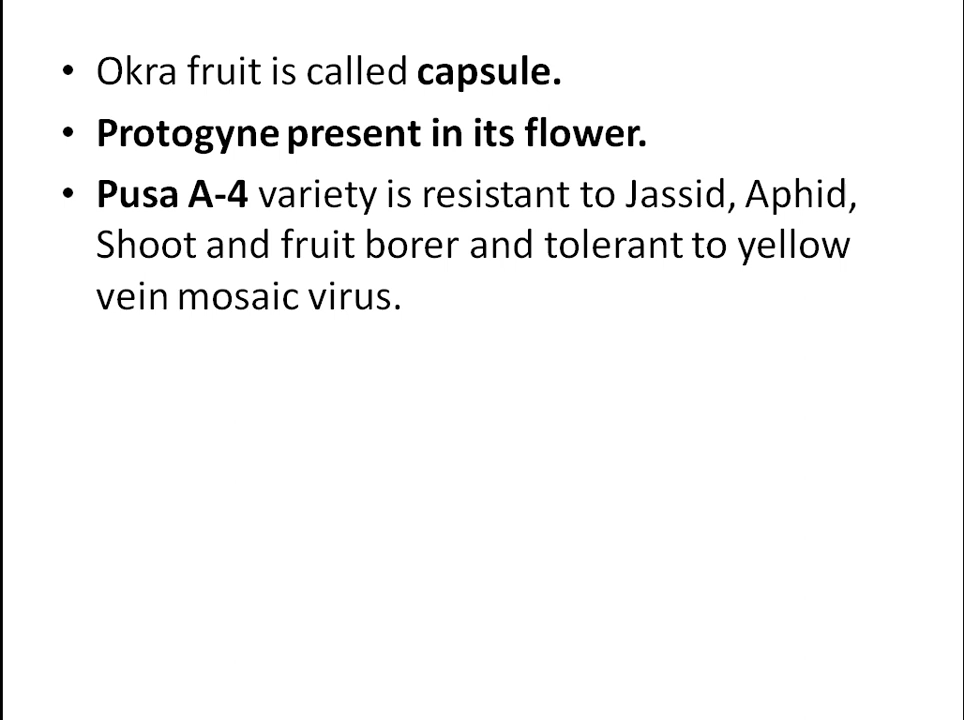 • Okra fruit is called capsule.
• Protogyne present in its flower.
• Pusa A-4 variety is resistant to Jassid, Aphid,
Shoot and fruit borer and tolerant to yellow
vein mosaic virus.